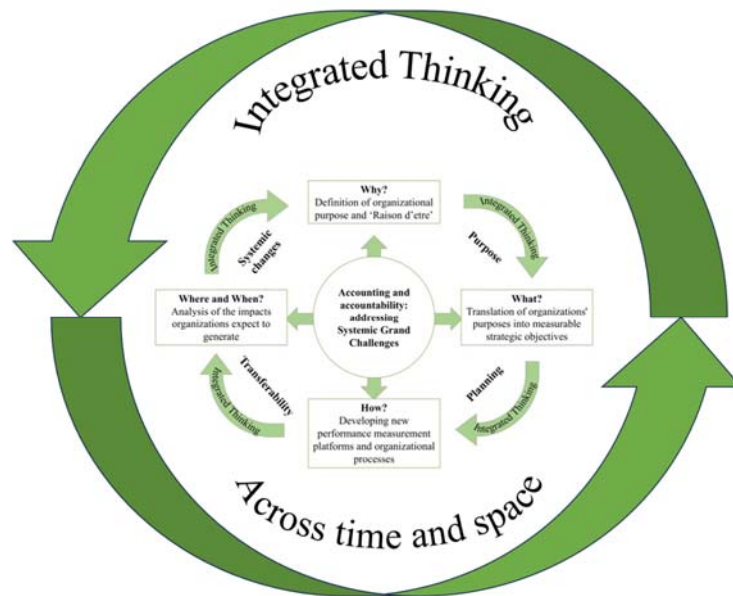 Integrated Thinking
Why?
Definition of organizational
purpose and ‘Raison d’etre’
Integrated Thinking
Systemic
changes
Integrated Thinking
Purpose
Where and When?
Analysis of the impacts
organizations expect to
generate
Accounting and
accountability:
addressing
Systemic Grand
Challenges
What?
Translation of organizations’
purposes into measurable
strategic objectives
Transferability
Integrated Thinking
Planning
Integrated Thinking
How?
Developing new
performance measurement
platforms and organizational
processes
Across time and space